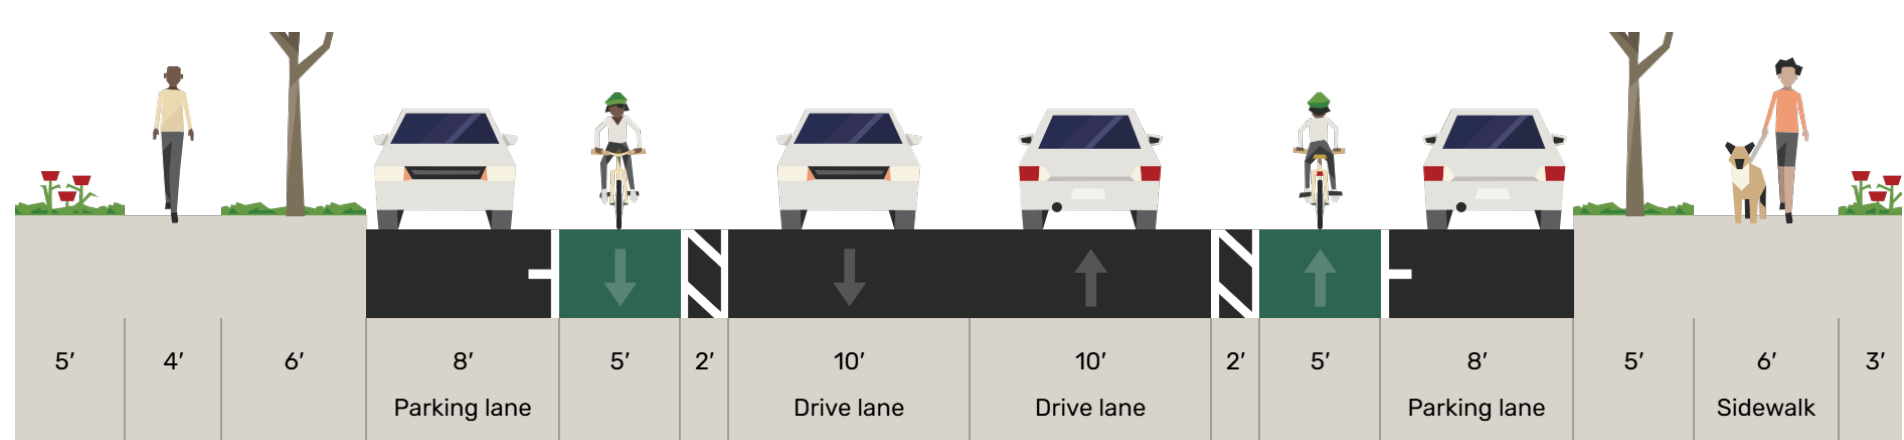 5′ 4′ 6′ 8′ 5′ 2′ 10′ 10′ 2′ 5′ 8′ 5′ 6′ 3′
Parking lane Drive lane Drive lane Parking lane Sidewalk